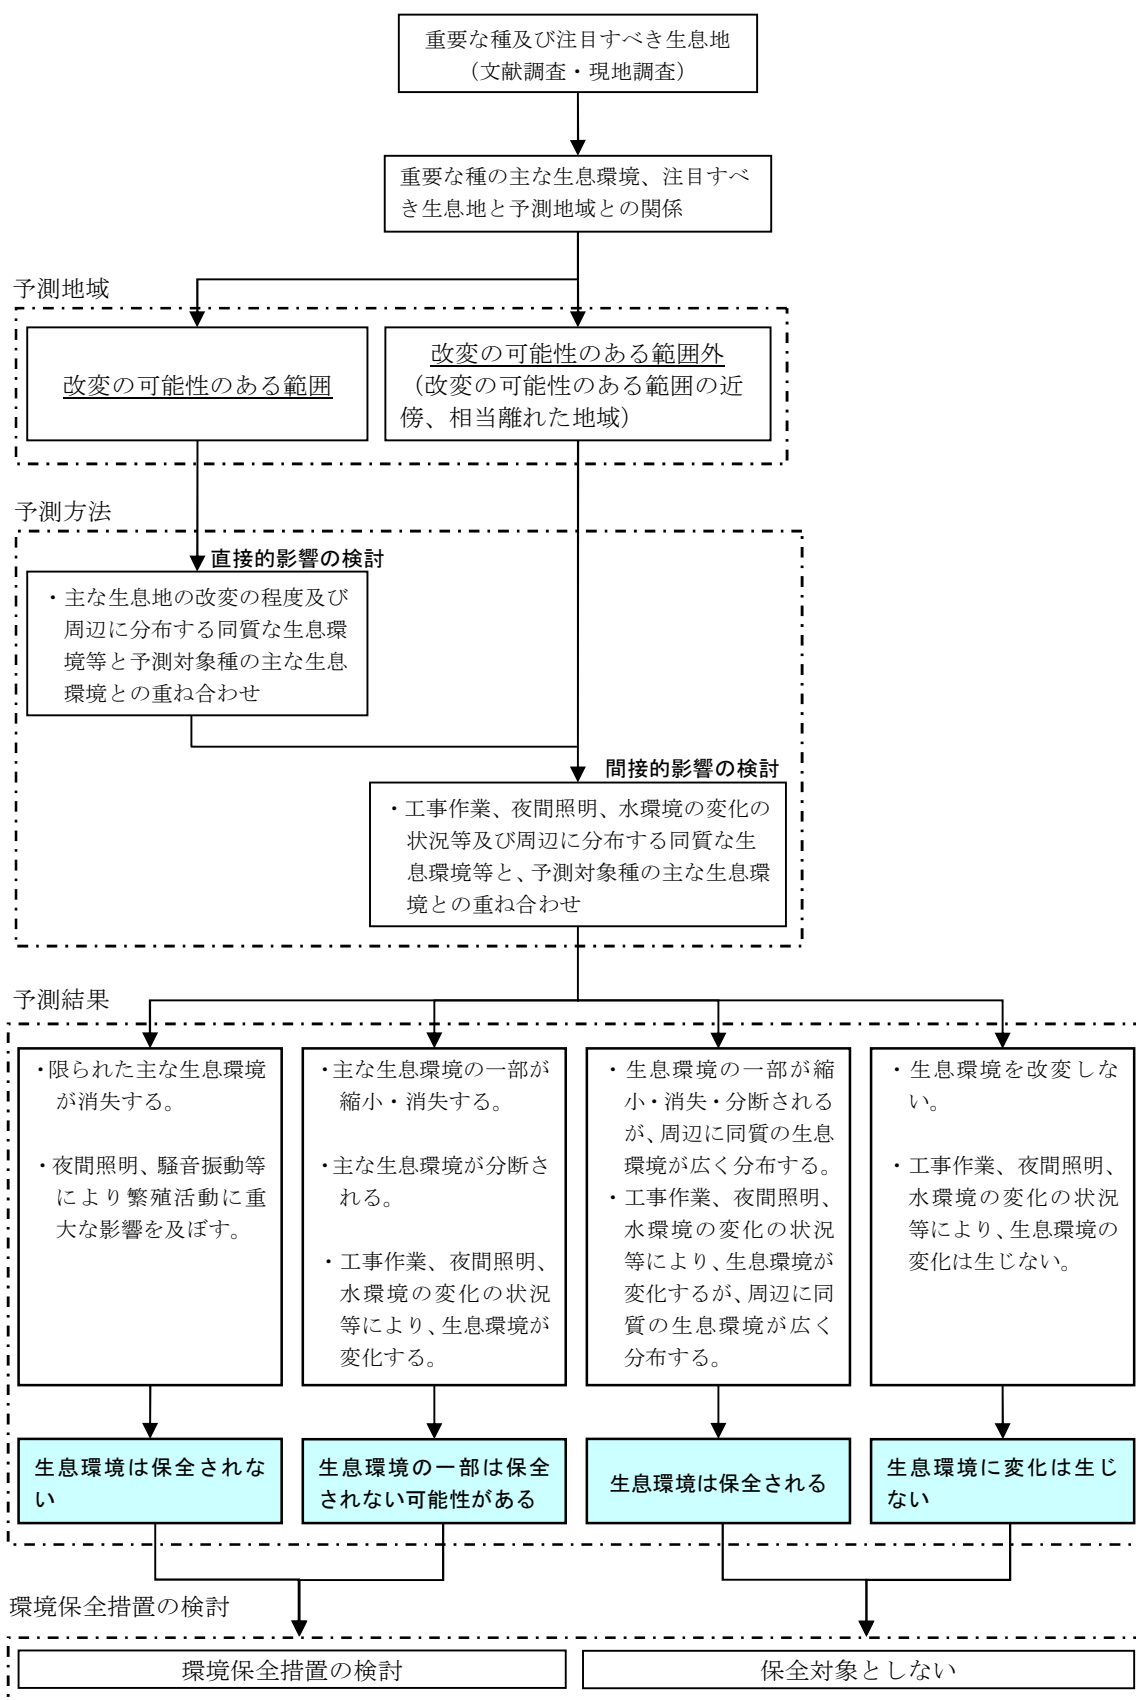 重要な種及び注目すべき生息地
（文献調査・現地調査）
重要な種の主な生息環境、注目すべ
き生息地と予測地域との関係
予測地域
改変の可能性のある範囲
改変の可能性のある範囲外
（改変の可能性のある範囲の近
傍、相当離れた地域）
予測方法
直接的影響の検討
・主な生息地の改変の程度及び
周辺に分布する同質な生息環
境等と予測対象種の主な生息
環境との重ね合わせ
間接的影響の検討
・工事作業、夜間照明、水環境の変化の
状況等及び周辺に分布する同質な生
息環境等と、予測対象種の主な生息環
境との重ね合わせ
予測結果
・限られた主な生息環境
が消失する。
・夜間照明、騒音振動等
により繁殖活動に重
大な影響を及ぼす。
・主な生息環境の一部が
縮小・消失する。
・主な生息環境が分断さ
れる。
・工事作業、夜間照明、
水環境の変化の状況
等により、生息環境が
変化する。
・生息環境の一部が縮
小・消失・分断される
が、周辺に同質の生息
環境が広く分布する。
・工事作業、夜間照明、
水環境の変化の状況
等により、生息環境が
変化するが、周辺に同
質の生息環境が広く
分布する。
・生息環境を改変しな
い。
・工事作業、夜間照明、
水環境の変化の状況
等により、生息環境の
変化は生じない。
生息環境は保全されな
い
生息環境の一部は保全
されない可能性がある
生息環境は保全される
生息環境に変化は生じ
ない
環境保全措置の検討
環境保全措置の検討
保全対象としない